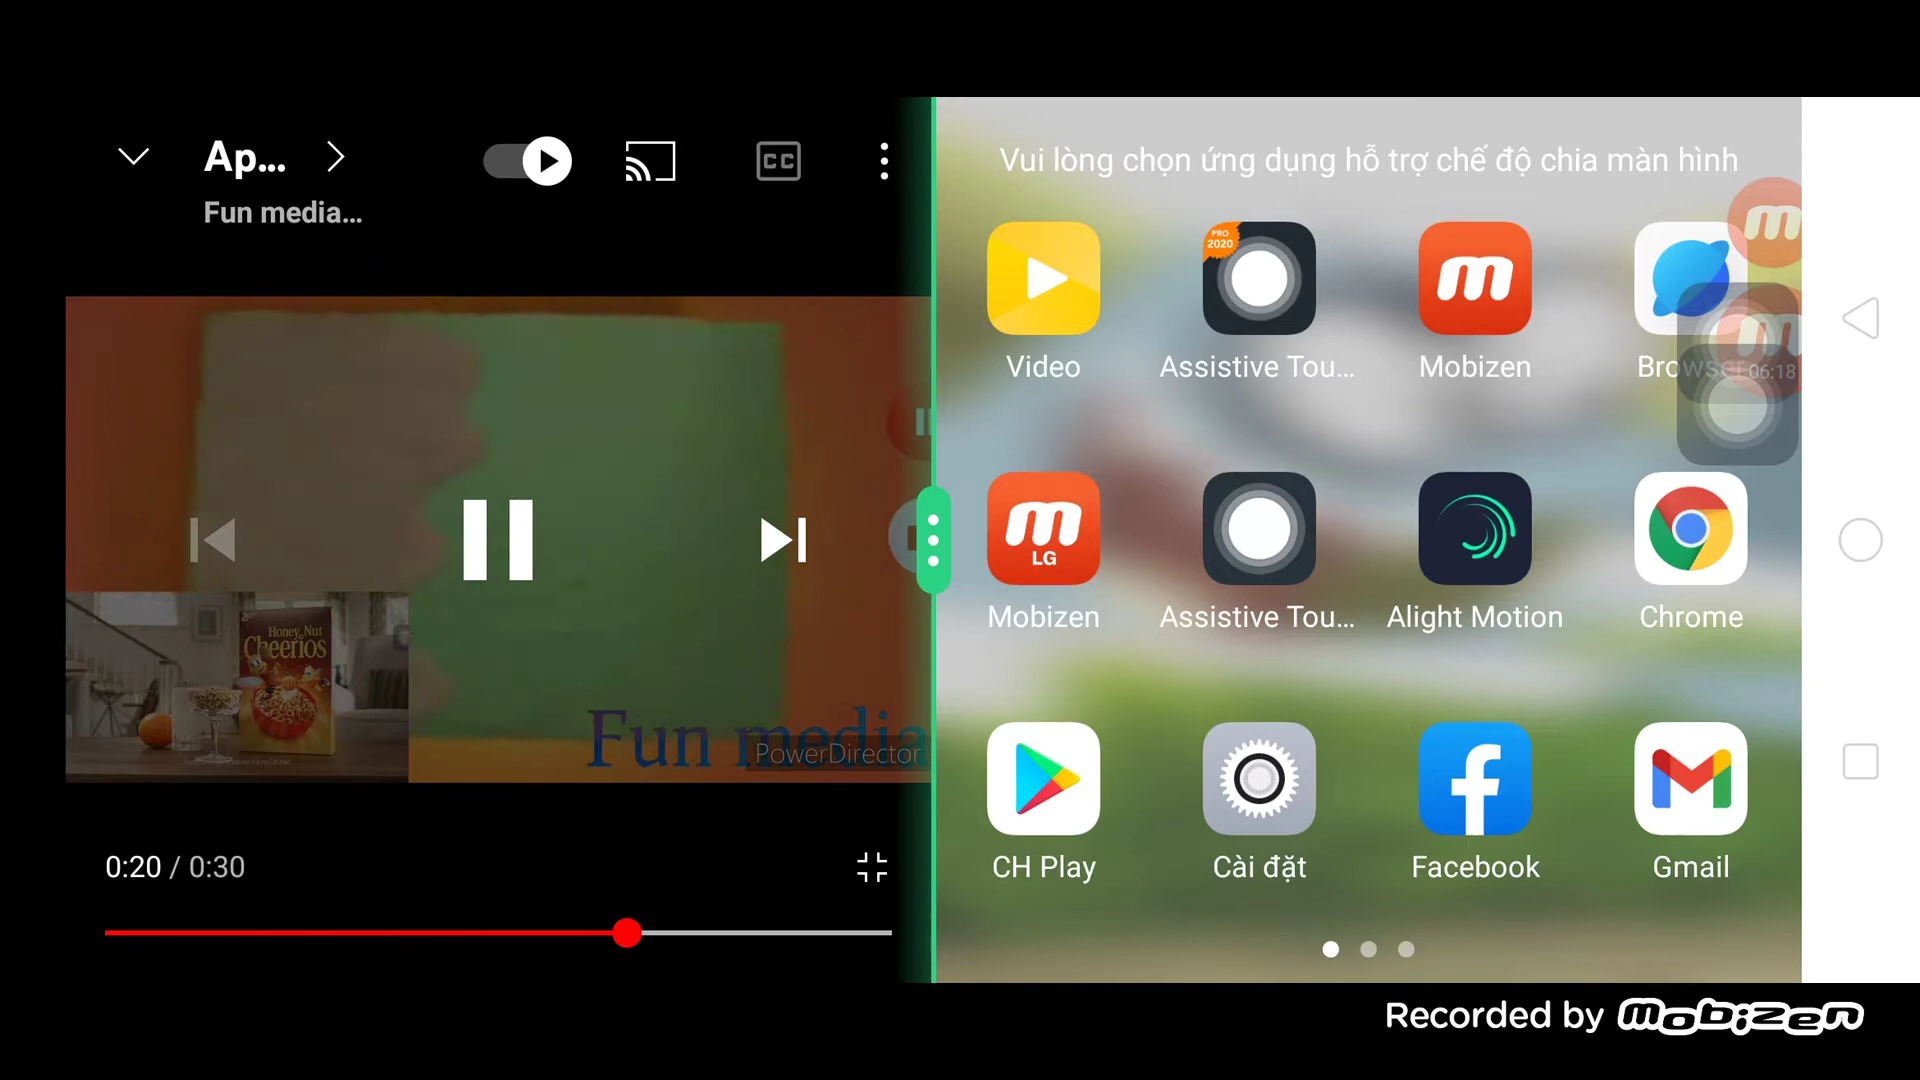 Ap...
Fun media...
CC
Honey Nut
Cheerios
Fun media
PowerDirector
0:20 / 0:30
Vui lòng chọn ứng dụng hỗ trợ chế độ chia màn hình
PRO
2020
Video
Assistive Tou...
Mobizen
Browser
06:18
LG
Mobizen
Assistive Tou...
Alight Motion
Chrome
CH Play
Cài đặt
Facebook
Gmail
Recorded by mobizen